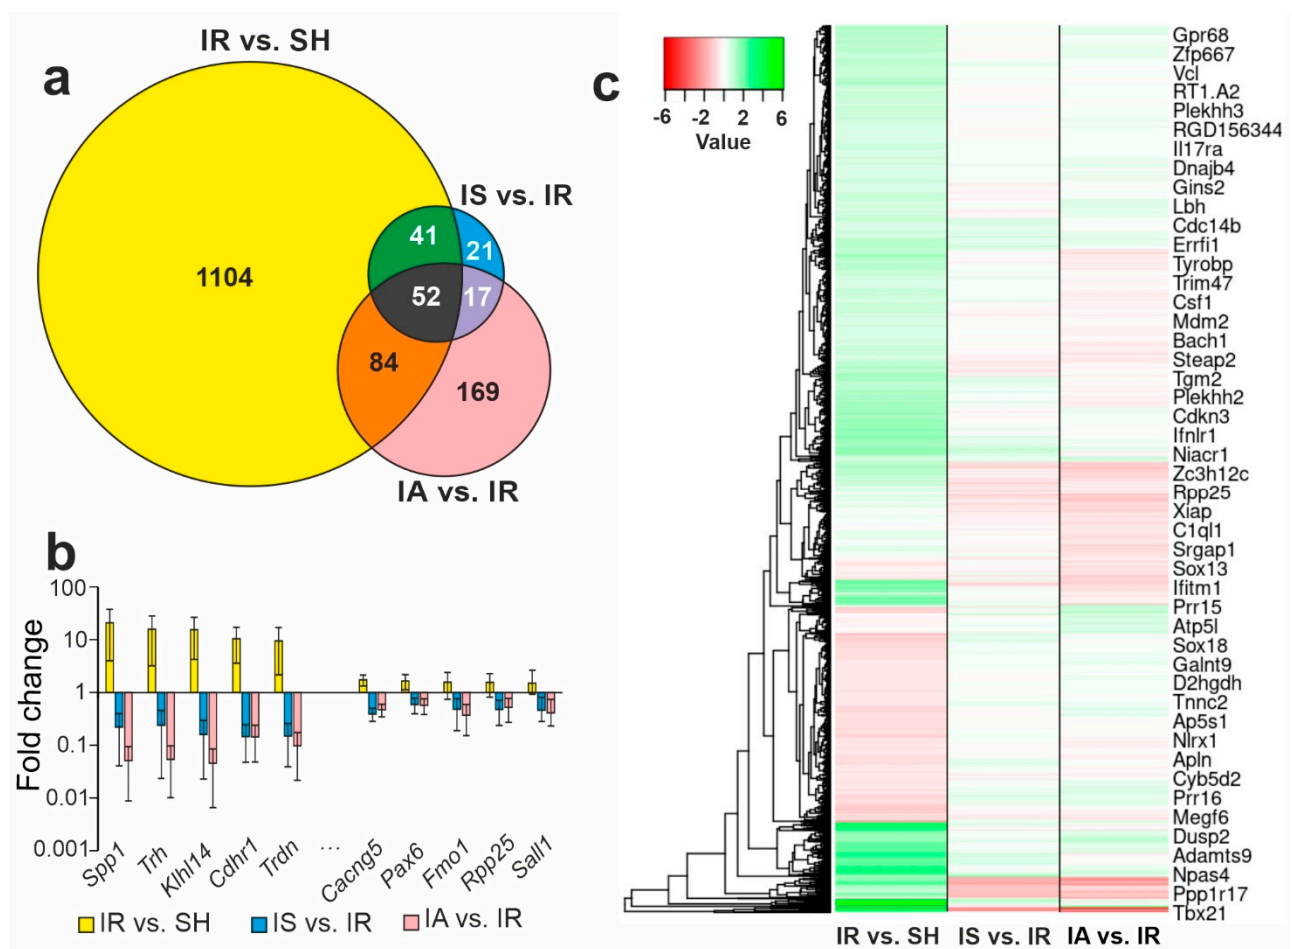 a
IR vs. SH
IS vs. IR
1104
41
21
52
17
84
169
IA vs. IR
b
Fold change
100
10
1
0.1
0.01
0.001
Spp1
Trh
Klhl14
Cdhr1
Trdn
...
Cacng5
Pax6
Fmo1
Rpp25
Sall1
IR vs. SH
IS vs. IR
IA vs. IR
c
-6 -2 2 6
Value
Gpr68
Zfp667
Vcl
RT1.A2
Plekhh3
RGD156344
Il17ra
Dnajb4
Gins2
Lbh
Cdc14b
Errfi1
Tyrobp
Trim47
Csf1
Mdm2
Bach1
Steap2
Tgm2
Plekhh2
Cdkn3
Ifnlr1
Niacr1
Zc3h12c
Rpp25
Xiap
C1ql1
Srgap1
Sox13
Ifitm1
Prr15
Atp5l
Sox18
Galnt9
D2hgdh
Tnnc2
Ap5s1
Nlrx1
Apln
Cyb5d2
Prr16
Megf6
Dusp2
Adamts9
Npas4
Ppp1r17
Tbx21
IR vs. SH
IS vs. IR
IA vs. IR